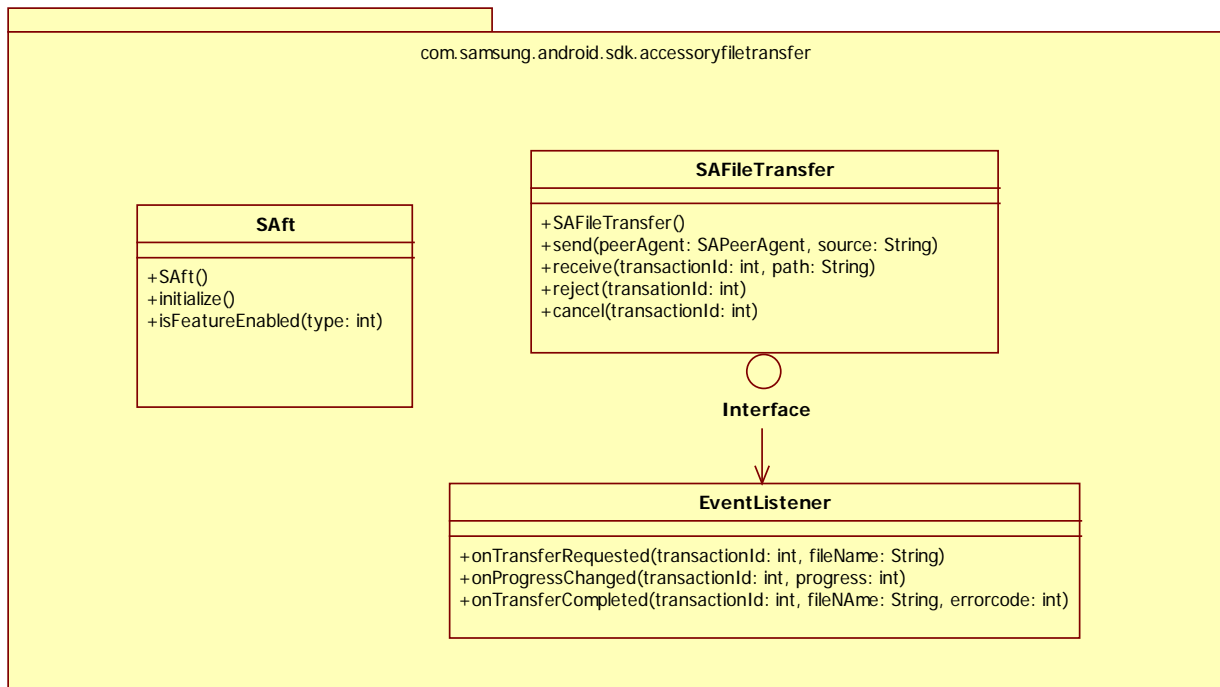 com.samsung.android.sdk.accessoryfiletransfer
SAft
+SAft()
+initialize()
+isFeatureEnabled(type: int)
SAFileTransfer
+SAFileTransfer()
+send(peerAgent: SAPeerAgent, source: String)
+receive(transactionId: int, path: String)
+reject(transationId: int)
+cancel(transactionId: int)
Interface
EventListener
+onTransferRequested(transactionId: int, fileName: String)
+onProgressChanged(transactionId: int, progress: int)
+onTransferCompleted(transactionId: int, fileNAme: String, errorcode: int)